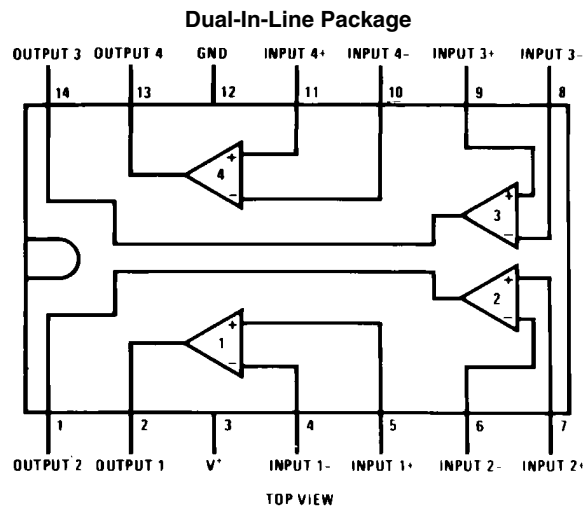 Dual-In-Line Package
OUTPUT 3 OUTPUT 4 GND INPUT 4+ INPUT 4- INPUT 3+ INPUT 3-
14 13 12 11 10 9 8
+
4
-
+
3
-
+
2
-
+
1
-
1 2 3 4 5 6 7
OUTPUT 2 OUTPUT 1 V+ INPUT 1- INPUT 1+ INPUT 2- INPUT 2+
TOP VIEW